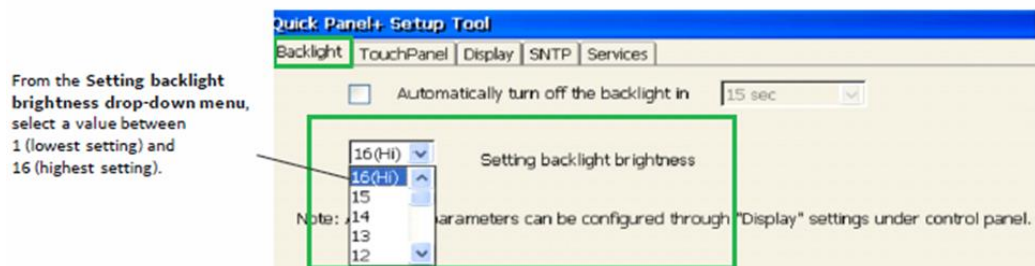 Quick Panel+ Setup Tool
Backlight TouchPanel Display SNTP Services
From the Setting backlight
brightness drop-down menu,
select a value between
1 (lowest setting) and
16 (highest setting).
Automatically turn off the backlight in 15 sec
16(Hi) Setting backlight brightness
16(Hi)
15
14
13
12
Note: parameters can be configured through "Display" settings under control panel.